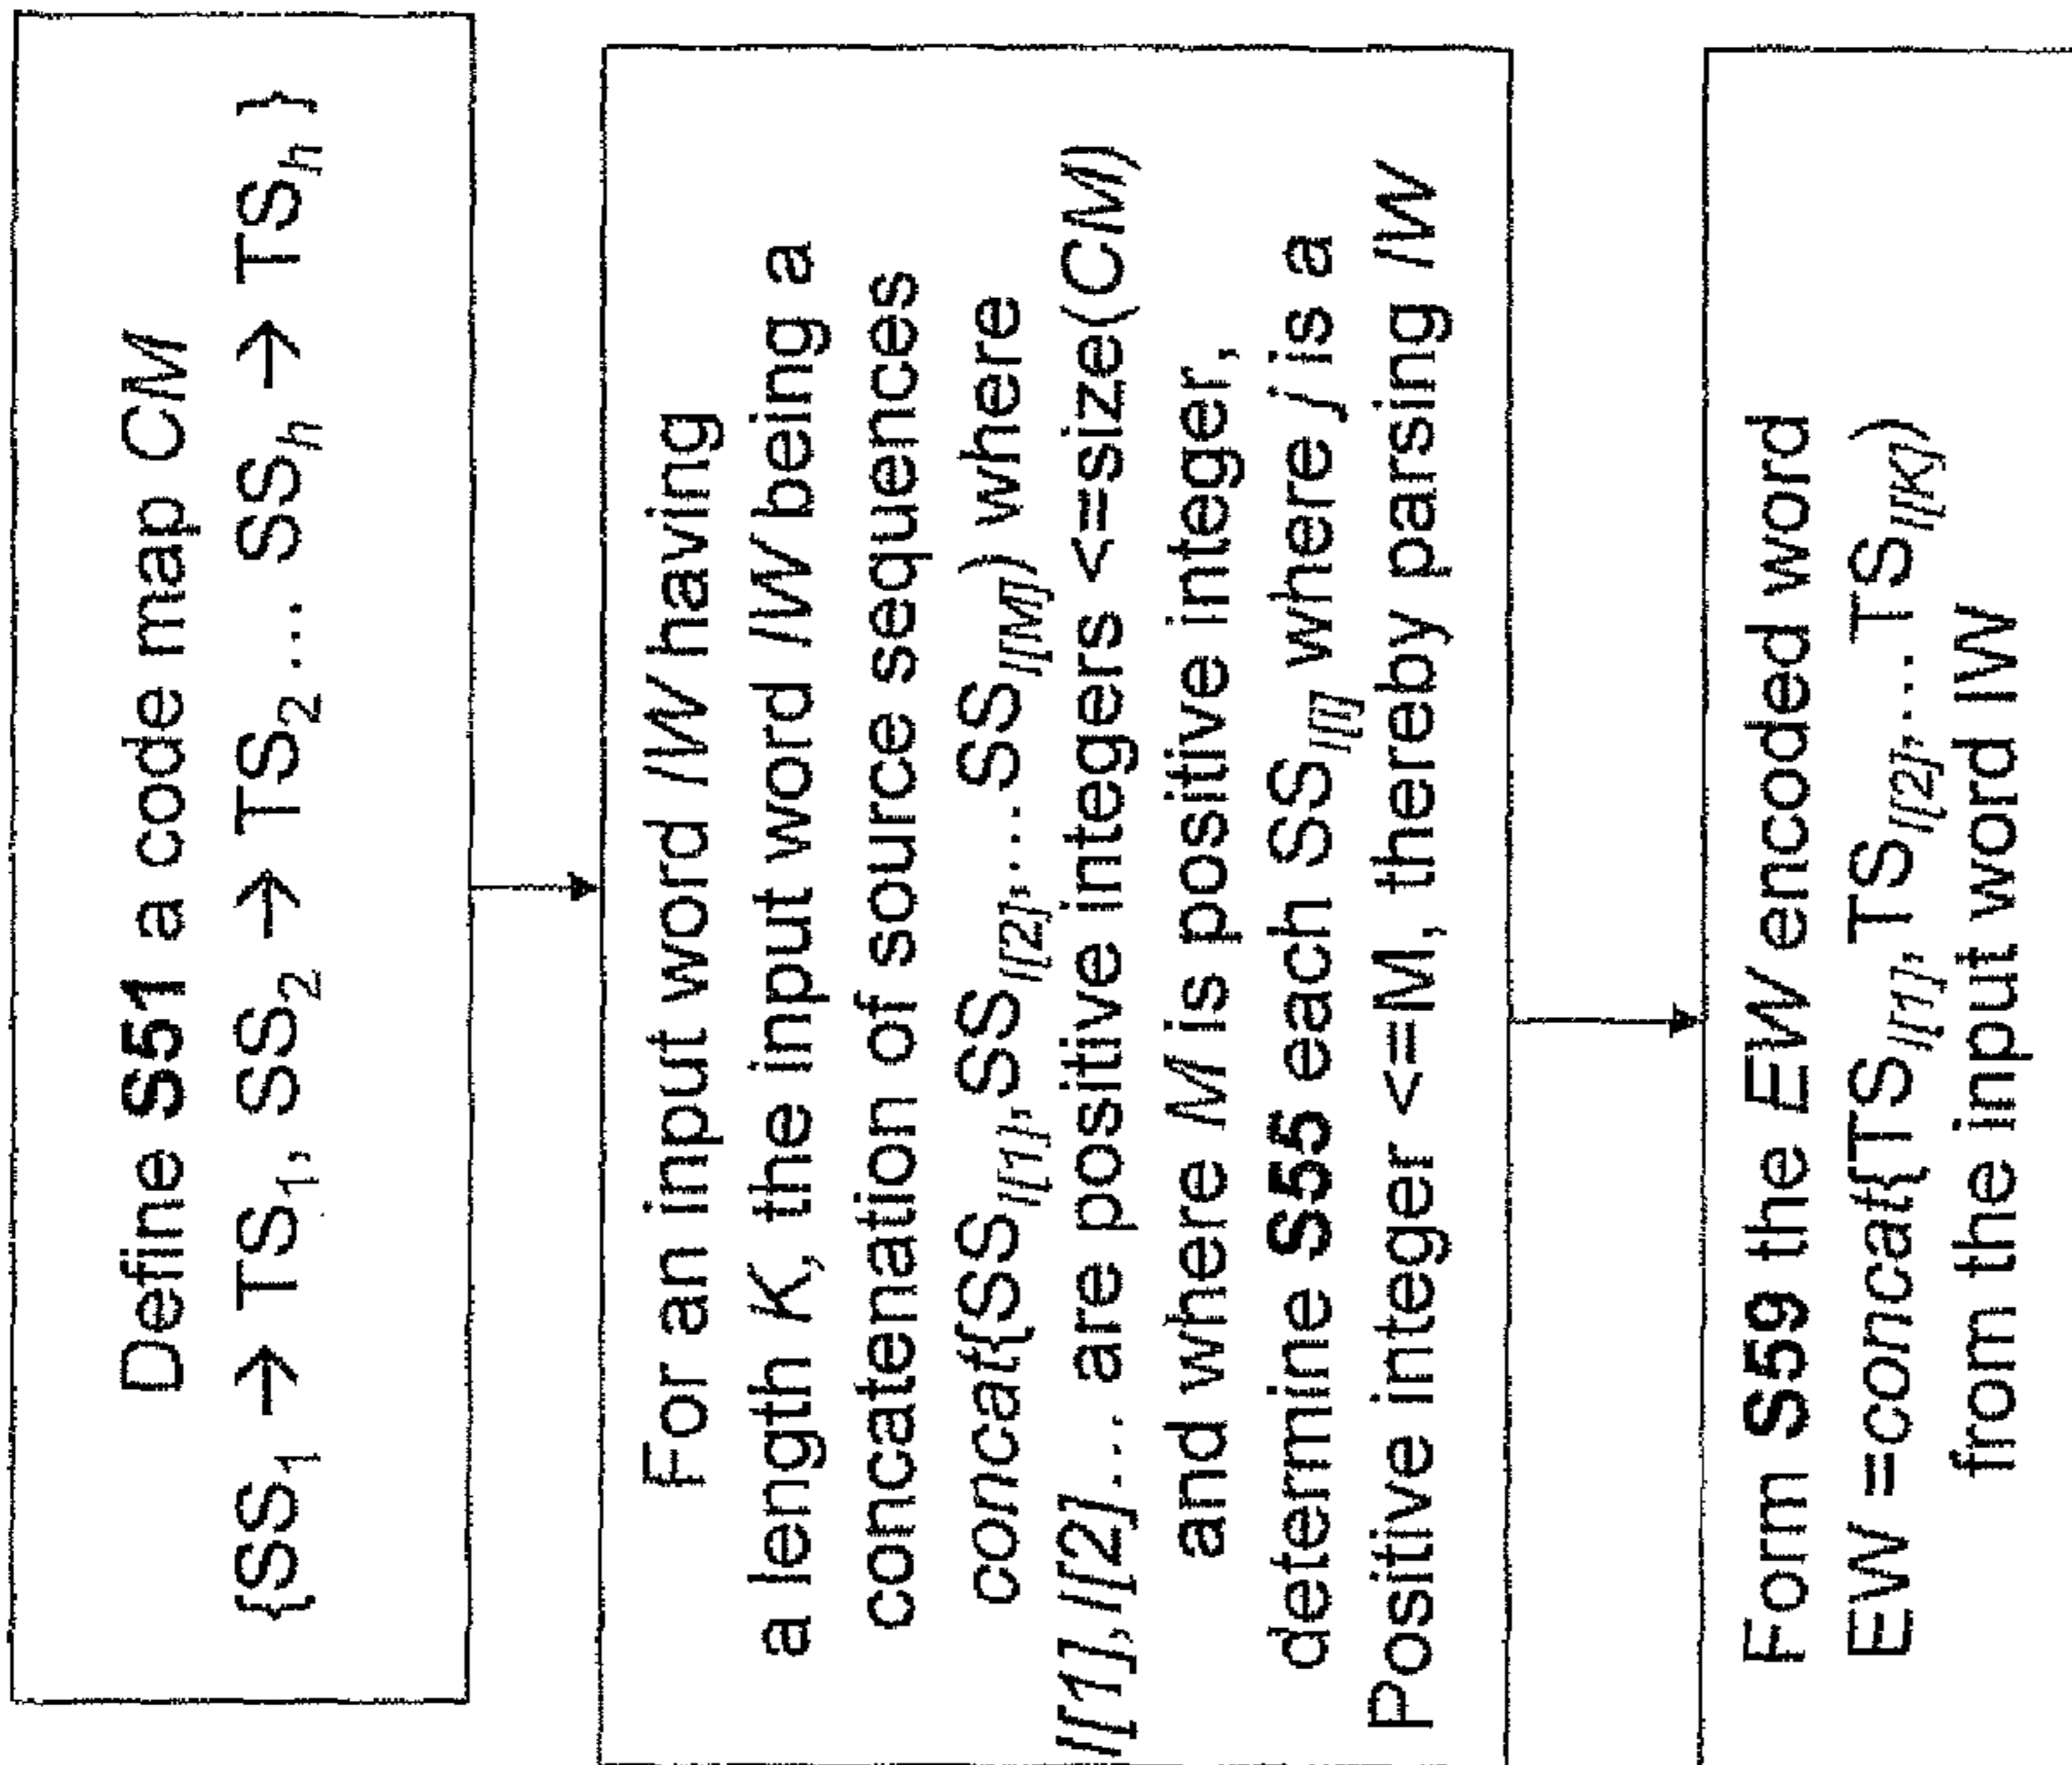 Define S51 a code map CM
{SS1 → TS1, SS2 → TS2... SSh → TSh }
For an input word IW having
a length K, the input word IW being a
concatenation of source sequences
concat{SSI[1],SSI[2],...SSI[M]) where
I[1],I[2]... are positive integers <=size(CM)
and where M is positive integer,
determine S55 each SSI[j] where j is a
Positive integer <=M, thereby parsing IW
Form S59 the EW encoded word
EW =concat{TSI[1], TSI[2],... TSI[K])
from the input word IW